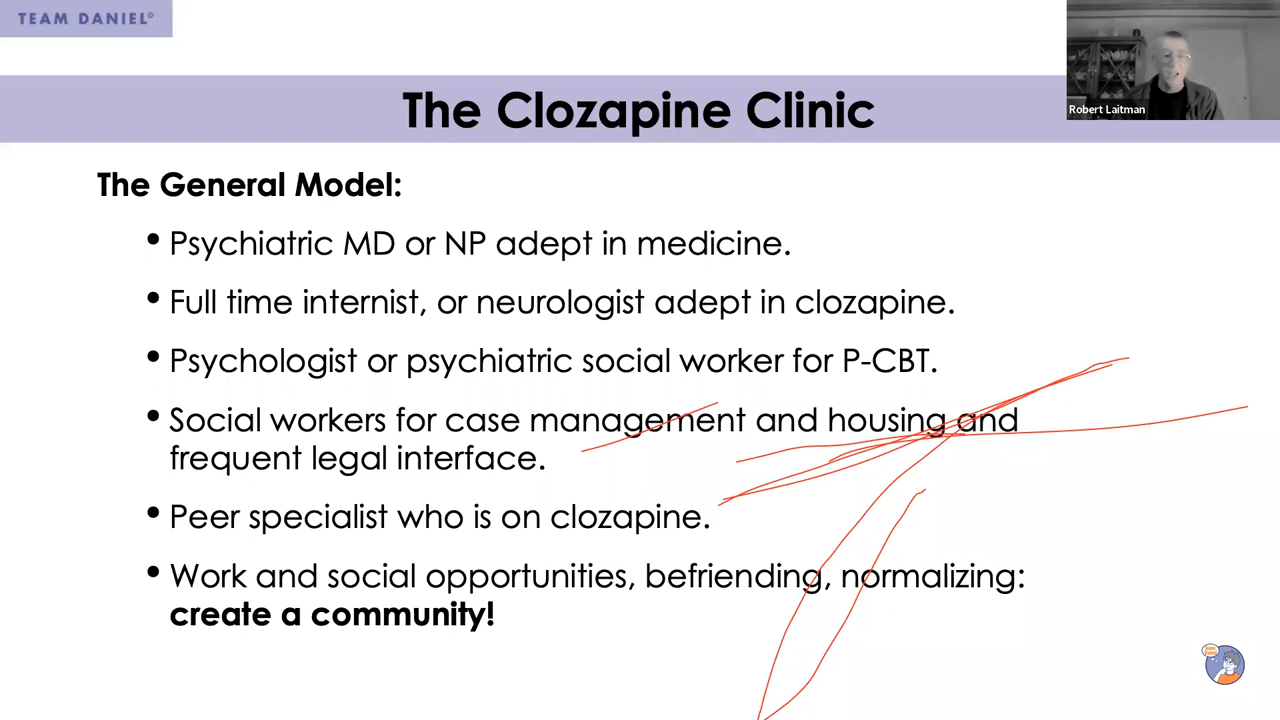 TEAM DANIEL©
Robert Laitman
The Clozapine Clinic
The General Model:
• Psychiatric MD or NP adept in medicine.
• Full time internist, or neurologist adept in clozapine.
• Psychologist or psychiatric social worker for P-CBT.
• Social workers for case management and housing and
frequent legal interface.
• Peer specialist who is on clozapine.
• Work and social opportunities, befriending, normalizing:
create a community!